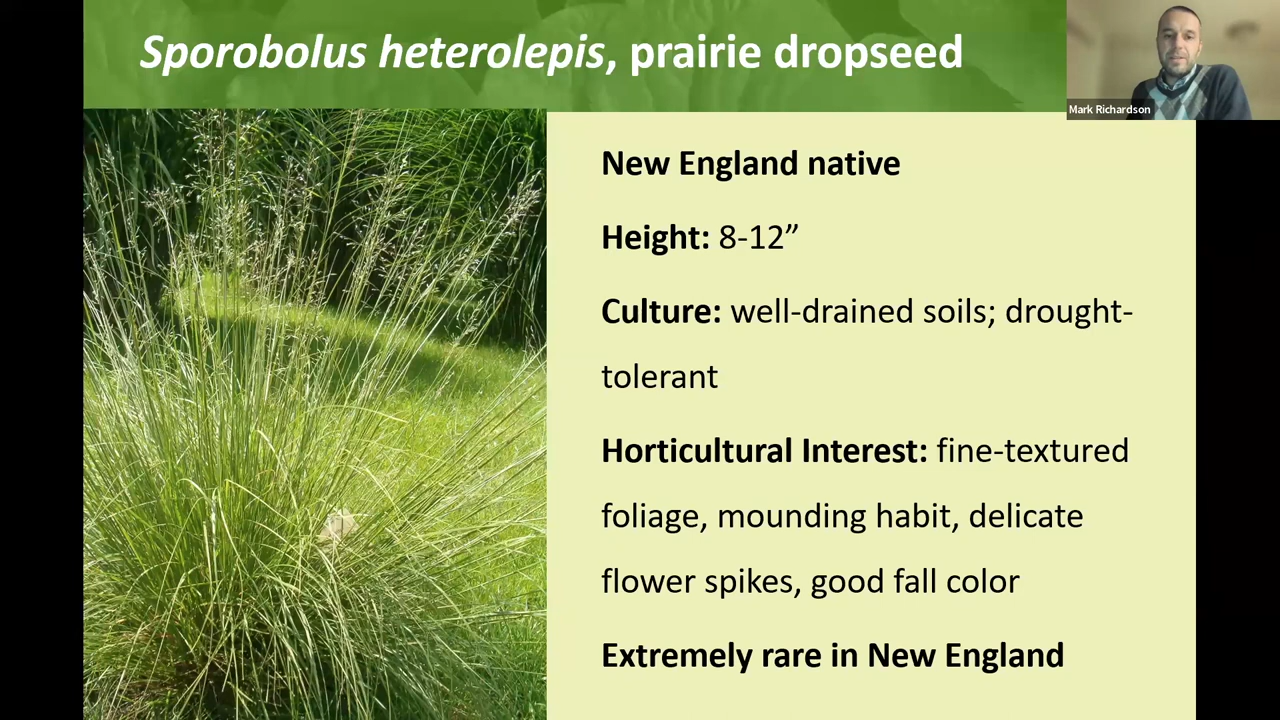 Sporobolus heterolepis, prairie dropseed
Mark Richardson
New England native
Height: 8-12”
Culture: well-drained soils; drought-
tolerant
Horticultural Interest: fine-textured
foliage, mounding habit, delicate
flower spikes, good fall color
Extremely rare in New England